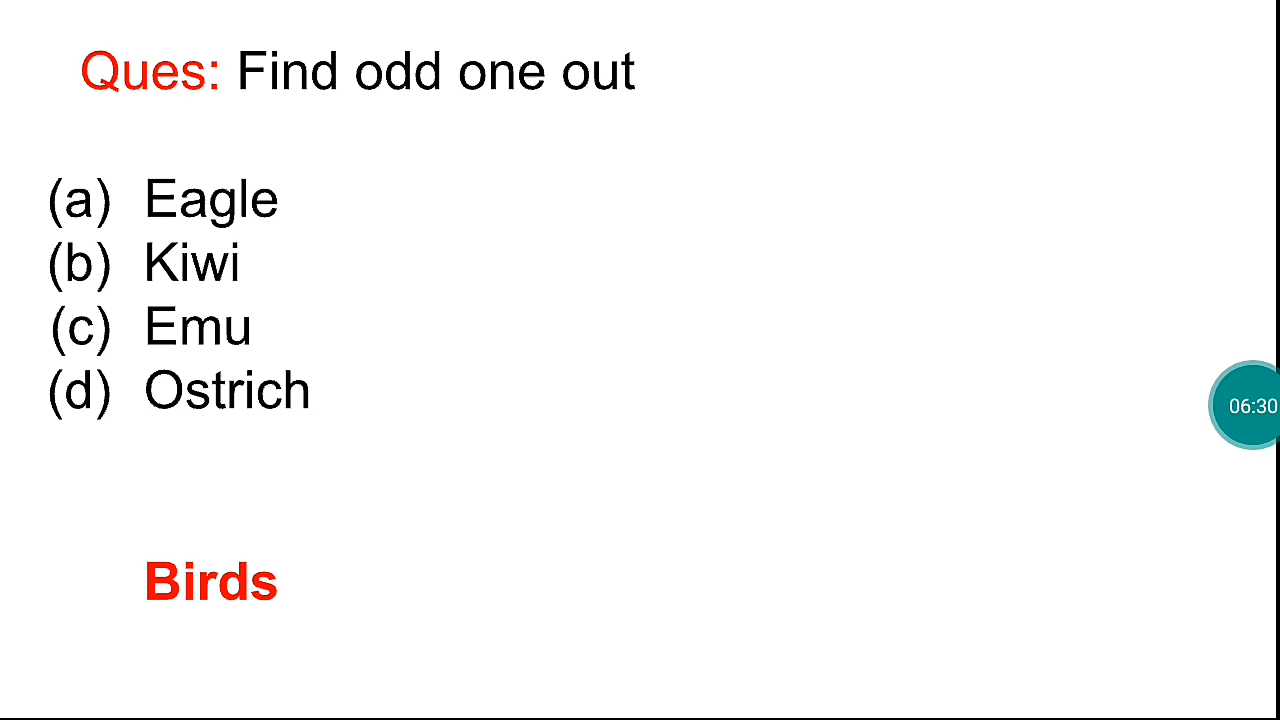 Ques: Find odd one out
(a) Eagle
(b) Kiwi
(c) Emu
(d) Ostrich
06:30
Birds